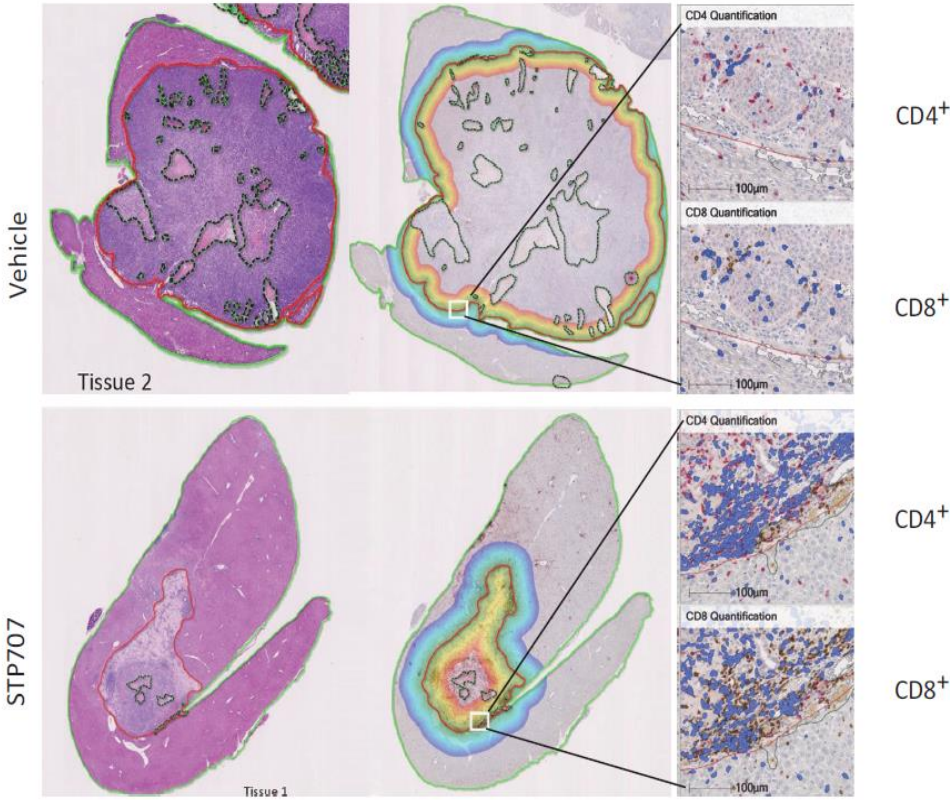 CD4 Quantification
CD4+
100μm
Vehicle
CD8 Quantification
CD8+
100μm
Tissue 2
CD4 Quantification
CD4+
100μm
STP707
CD8 Quantification
CD8+
100μm
Tissue 1